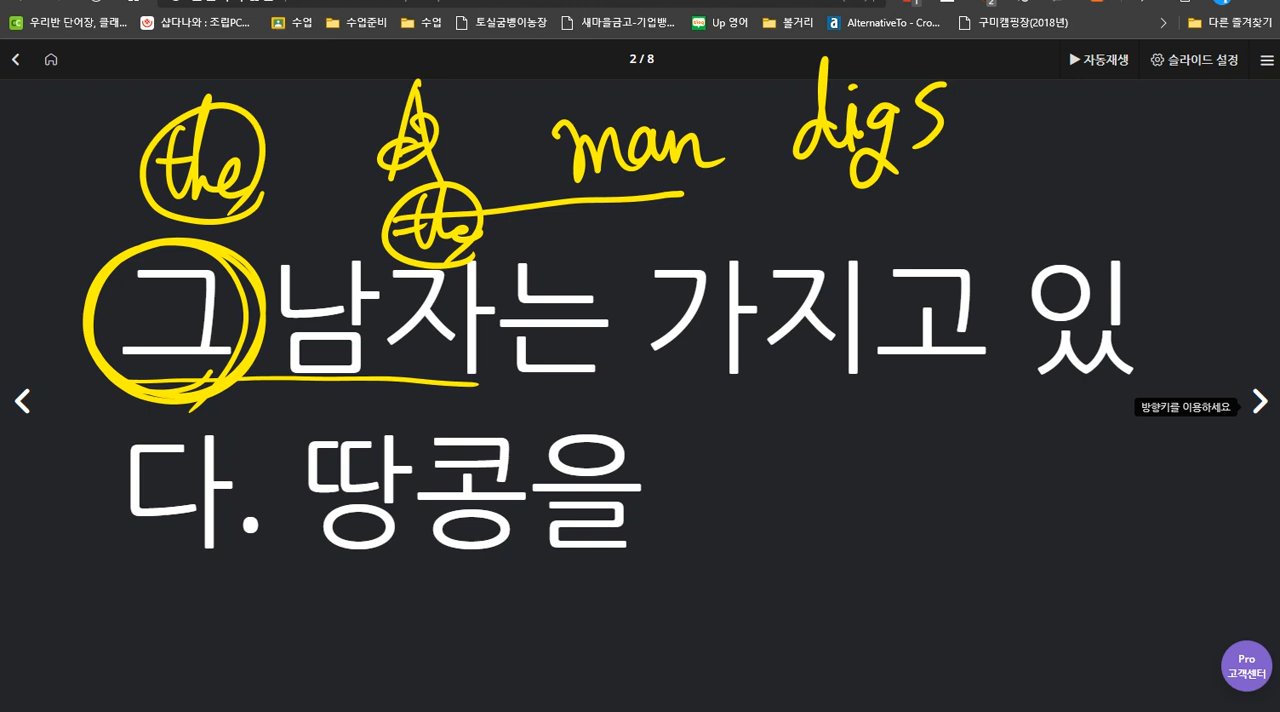 우리반 단어장, 클래... 샵다나와 : 조립PC... 수업 수업준비 수업 토실굼벵이농장 새마을금고-기업뱅... Up 영어 볼거리 AlternativeTo - Cro... 구미캠핑장(2018년) 다른 즐겨찾기
2 / 8 자동재생 슬라이드 설정
the man digs
the
그 남자는 가지고 있
방향키를 이용하세요
다. 땅콩을
Pro
고객센터